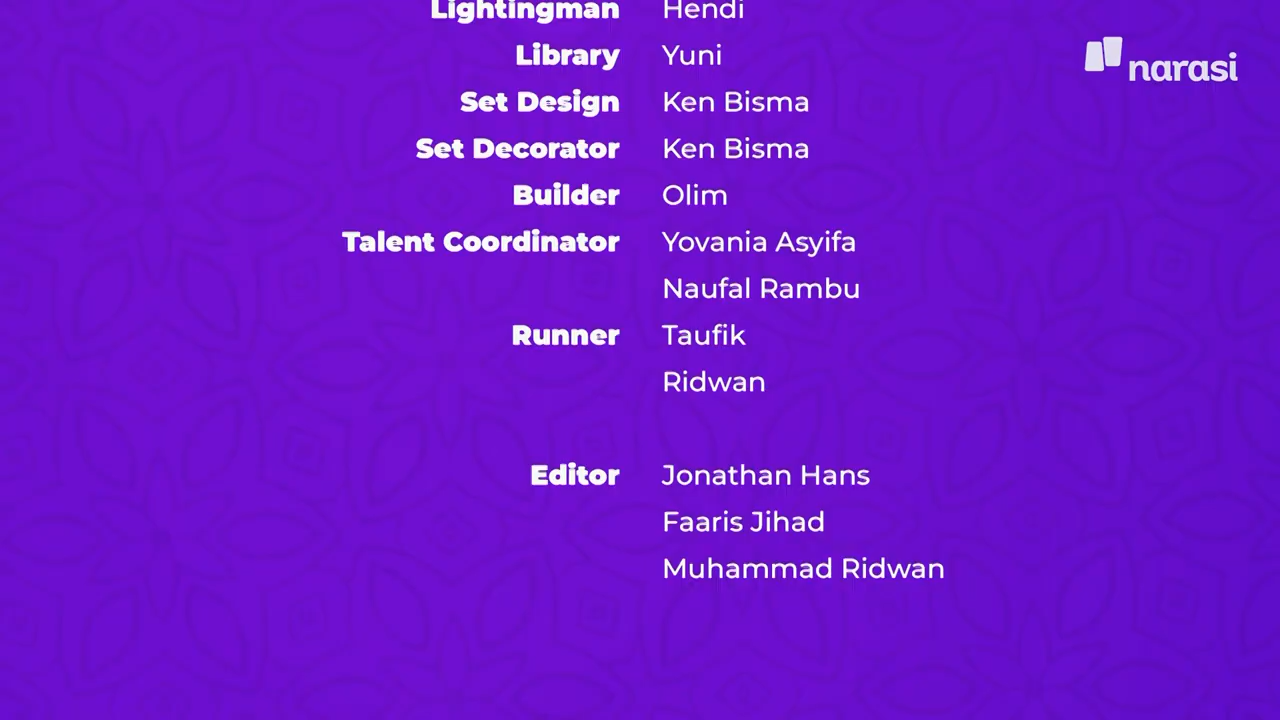 Lightingman Hendi
narasi
Library Yuni
Set Design Ken Bisma
Set Decorator Ken Bisma
Builder Olim
Talent Coordinator Yovania Asyifa
Naufal Rambu
Runner Taufik
Ridwan
Editor Jonathan Hans
Faaris Jihad
Muhammad Ridwan